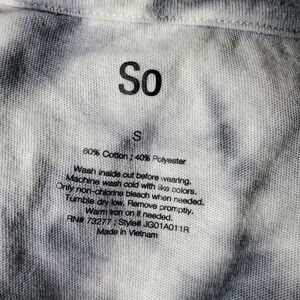 So
S
60% Cotton ; 40% Polyester
Wash inside out before wearing.
Machine wash cold with like colors.
Only non-chlorine bleach when needed.
Tumble dry low. Remove promptly.
Warm iron on if needed.
RN# 73277 ; Style# JG01A011R
Made in Vietnam